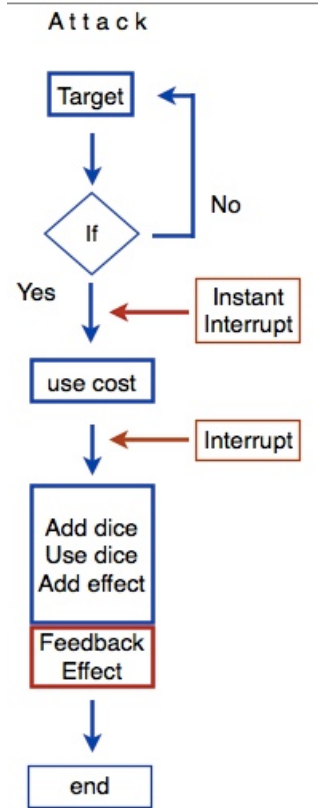 Attack
Target
If
No
Yes
Instant
Interrupt
use cost
Interrupt
Add dice
Use dice
Add effect
Feedback
Effect
end